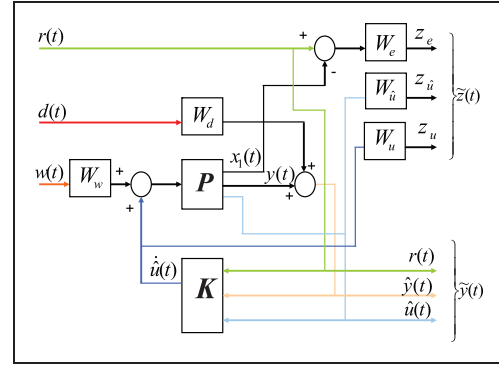 r(t)
+
-
W_e
z_e
d(t)
W_d
W_û
z_û
z̃(t)
W_u
z_u
x_1(t)
w(t)
W_w
+
+
P
y(t)
+
+
û̇(t)
K
r(t)
ŷ(t)
û(t)
ỹ(t)